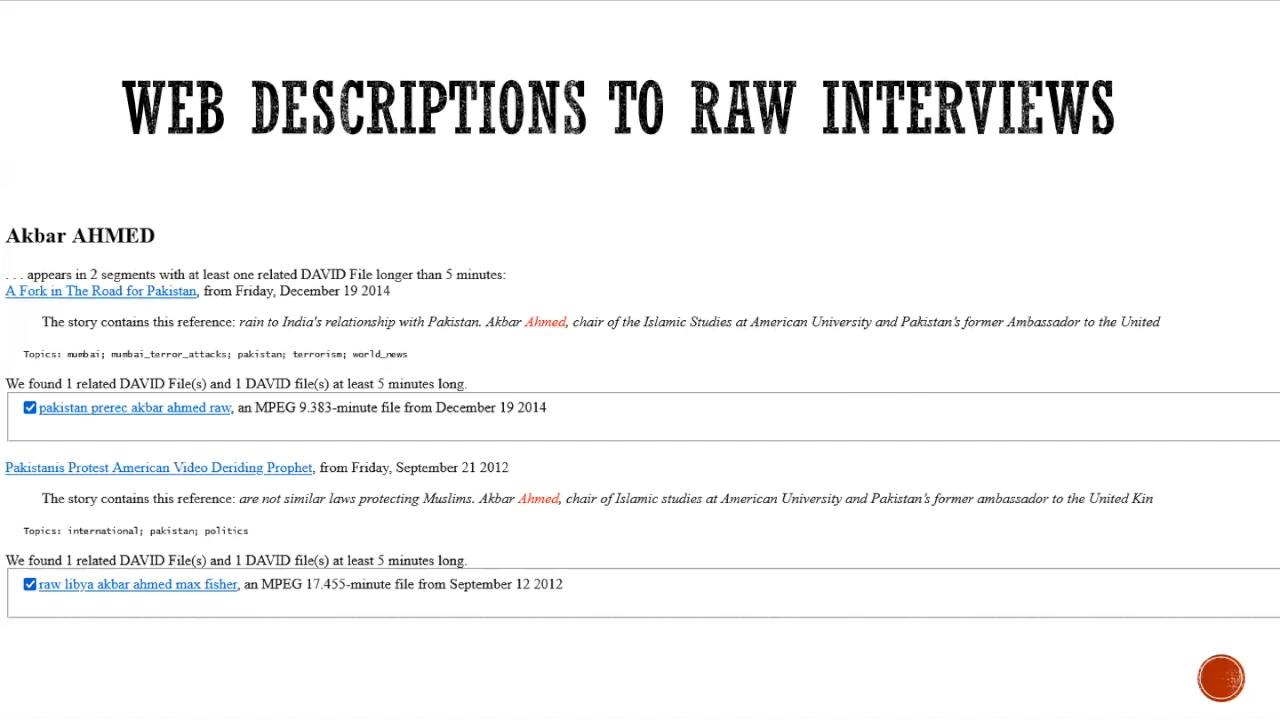 WEB DESCRIPTIONS TO RAW INTERVIEWS
Akbar AHMED
. . . appears in 2 segments with at least one related DAVID File longer than 5 minutes:
A Fork in The Road for Pakistan, from Friday, December 19 2014
The story contains this reference: rain to India's relationship with Pakistan. Akbar Ahmed, chair of the Islamic Studies at American University and Pakistan's former Ambassador to the United
Topics: mumbai; mumbai_terror_attacks; pakistan; terrorism; world_news
We found 1 related DAVID File(s) and 1 DAVID file(s) at least 5 minutes long.
pakistan prerec akbar ahmed raw, an MPEG 9.383-minute file from December 19 2014
Pakistanis Protest American Video Deriding Prophet, from Friday, September 21 2012
The story contains this reference: are not similar laws protecting Muslims. Akbar Ahmed, chair of Islamic studies at American University and Pakistan's former ambassador to the United Kin
Topics: international; pakistan; politics
We found 1 related DAVID File(s) and 1 DAVID file(s) at least 5 minutes long.
raw libya akbar ahmed max fisher, an MPEG 17.455-minute file from September 12 2012